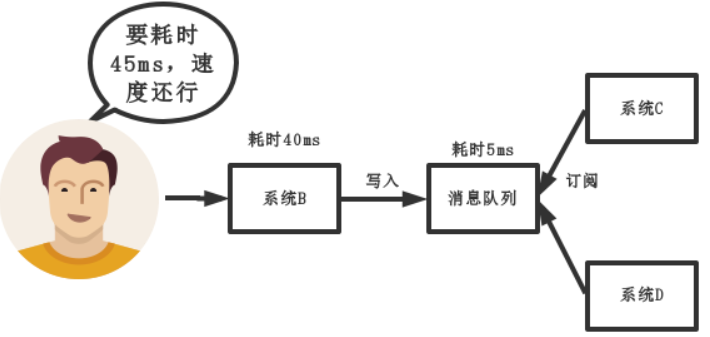 要耗时
45ms，速
度还行
耗时40ms
系统B
写入
耗时5ms
消息队列
订阅
系统C
系统D